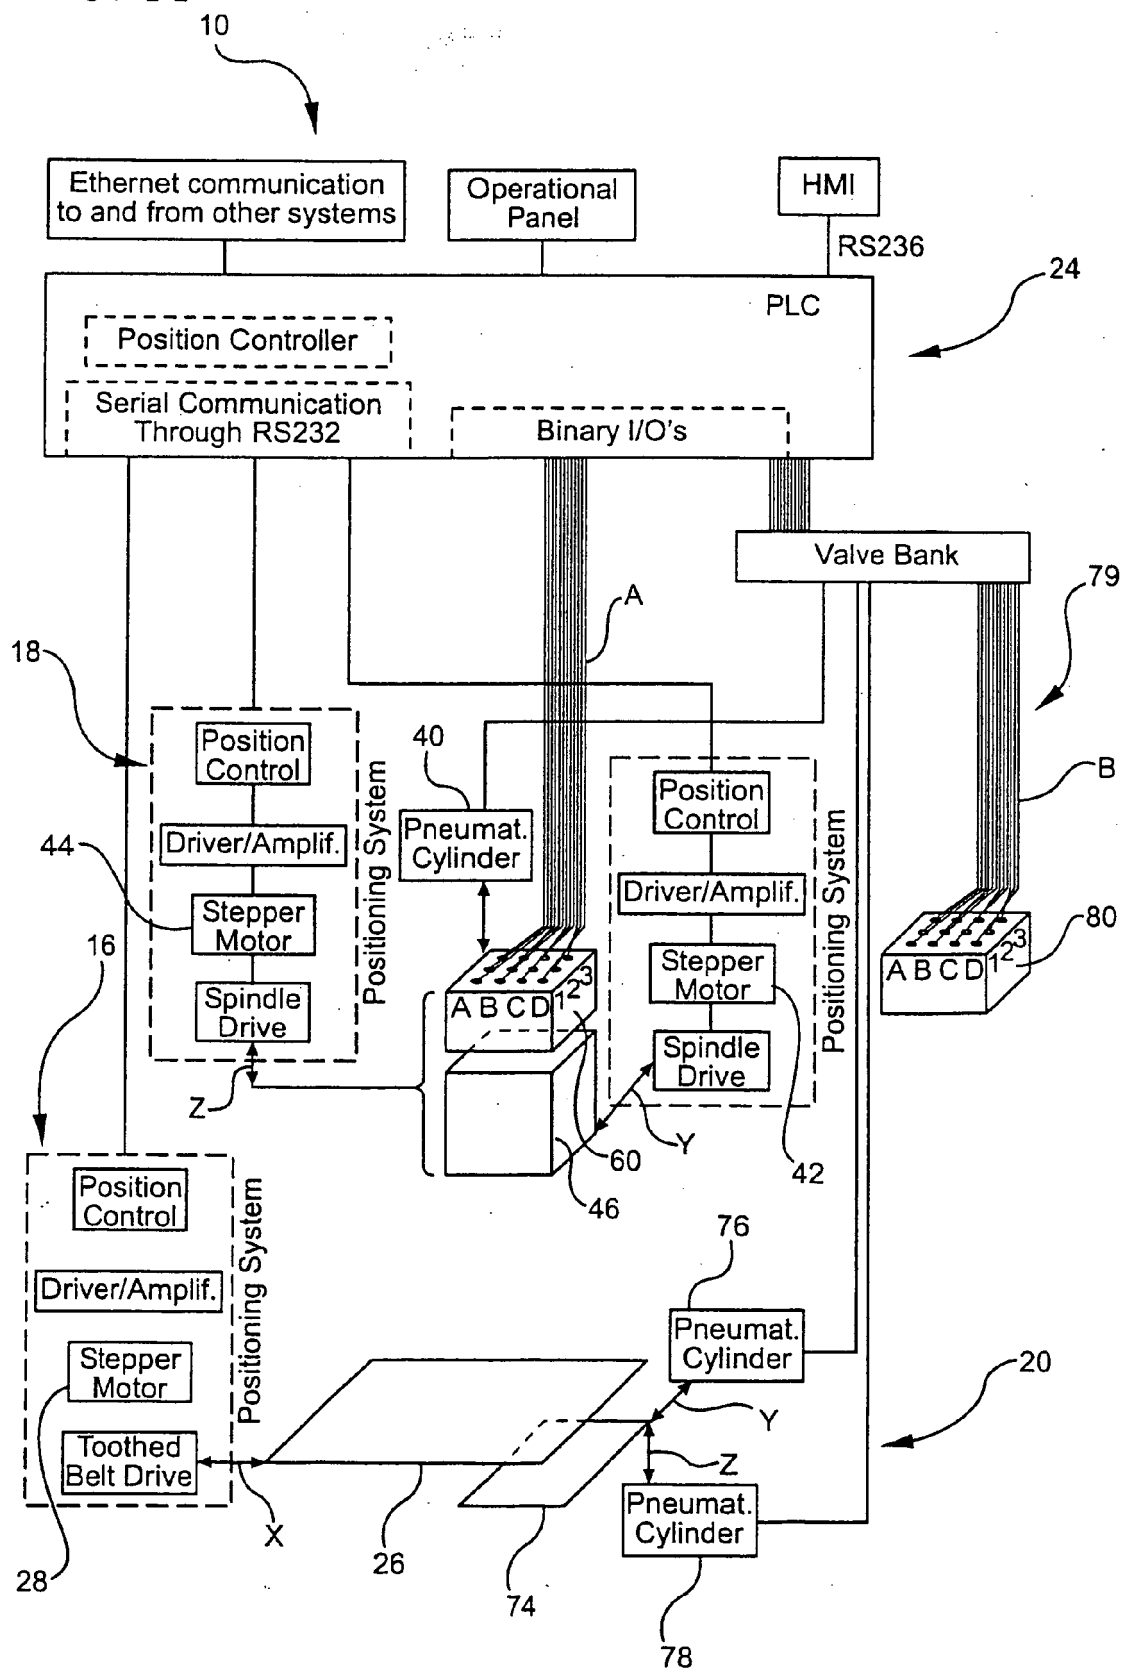 10
Ethernet communication
to and from other systems
Operational
Panel
HMI
RS236
24
PLC
Position Controller
Serial Communication
Through RS232
Binary I/O's
Valve Bank
79
A
18
Position
Control
Driver/Amplif.
Stepper
Motor
Spindle
Drive
Positioning System
44
40
Pneumat.
Cylinder
Position
Control
Driver/Amplif.
Stepper
Motor
Spindle
Drive
Positioning System
B
80
A B C D 1 2 3
A B C D 1 2 3
16
Z
Y
60
46
42
Position
Control
Driver/Amplif.
Stepper
Motor
Toothed
Belt Drive
Positioning System
28
X
26
74
76
Pneumat.
Cylinder
Y
Z
20
Pneumat.
Cylinder
78